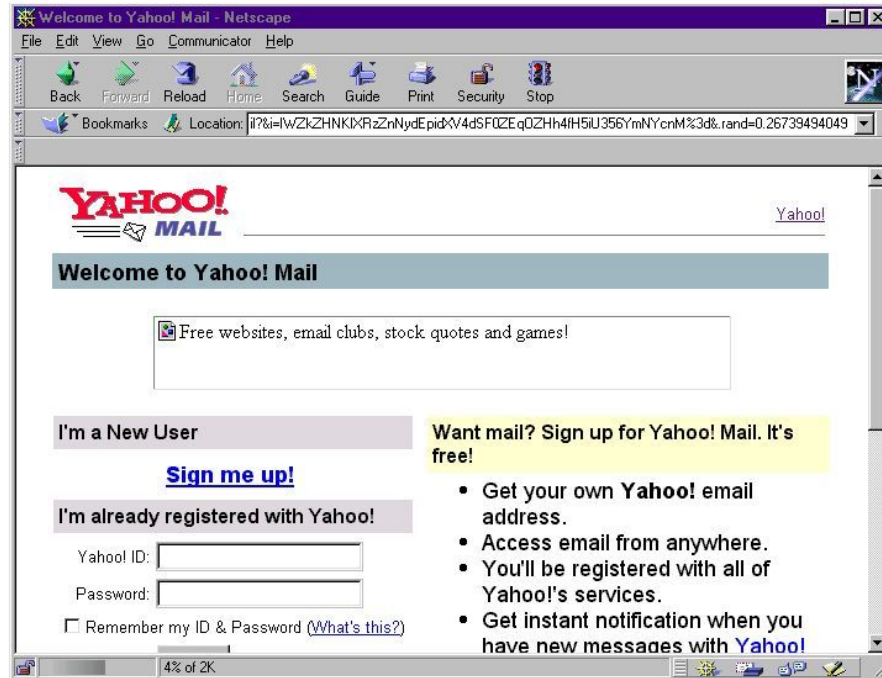 Welcome to Yahoo! Mail - Netscape
File Edit View Go Communicator Help
Back Forward Reload Home Search Guide Print Security Stop
N
Bookmarks Location: il?&i=IWZkZHNKIXRzZnNydEpidXV4dSF0ZEqOZHh4fH5iU356YmNYcnM%3d&.rand=0.26739494049
YAHOO!
MAIL
Yahoo!
Welcome to Yahoo! Mail
Free websites, email clubs, stock quotes and games!
I'm a New User
Sign me up!
I'm already registered with Yahoo!
Yahoo! ID:
Password:
Remember my ID & Password (What's this?)
Want mail? Sign up for Yahoo! Mail. It's
free!
• Get your own Yahoo! email
address.
• Access email from anywhere.
• You'll be registered with all of
Yahoo!'s services.
• Get instant notification when you
have new messages with Yahoo!
4% of 2K